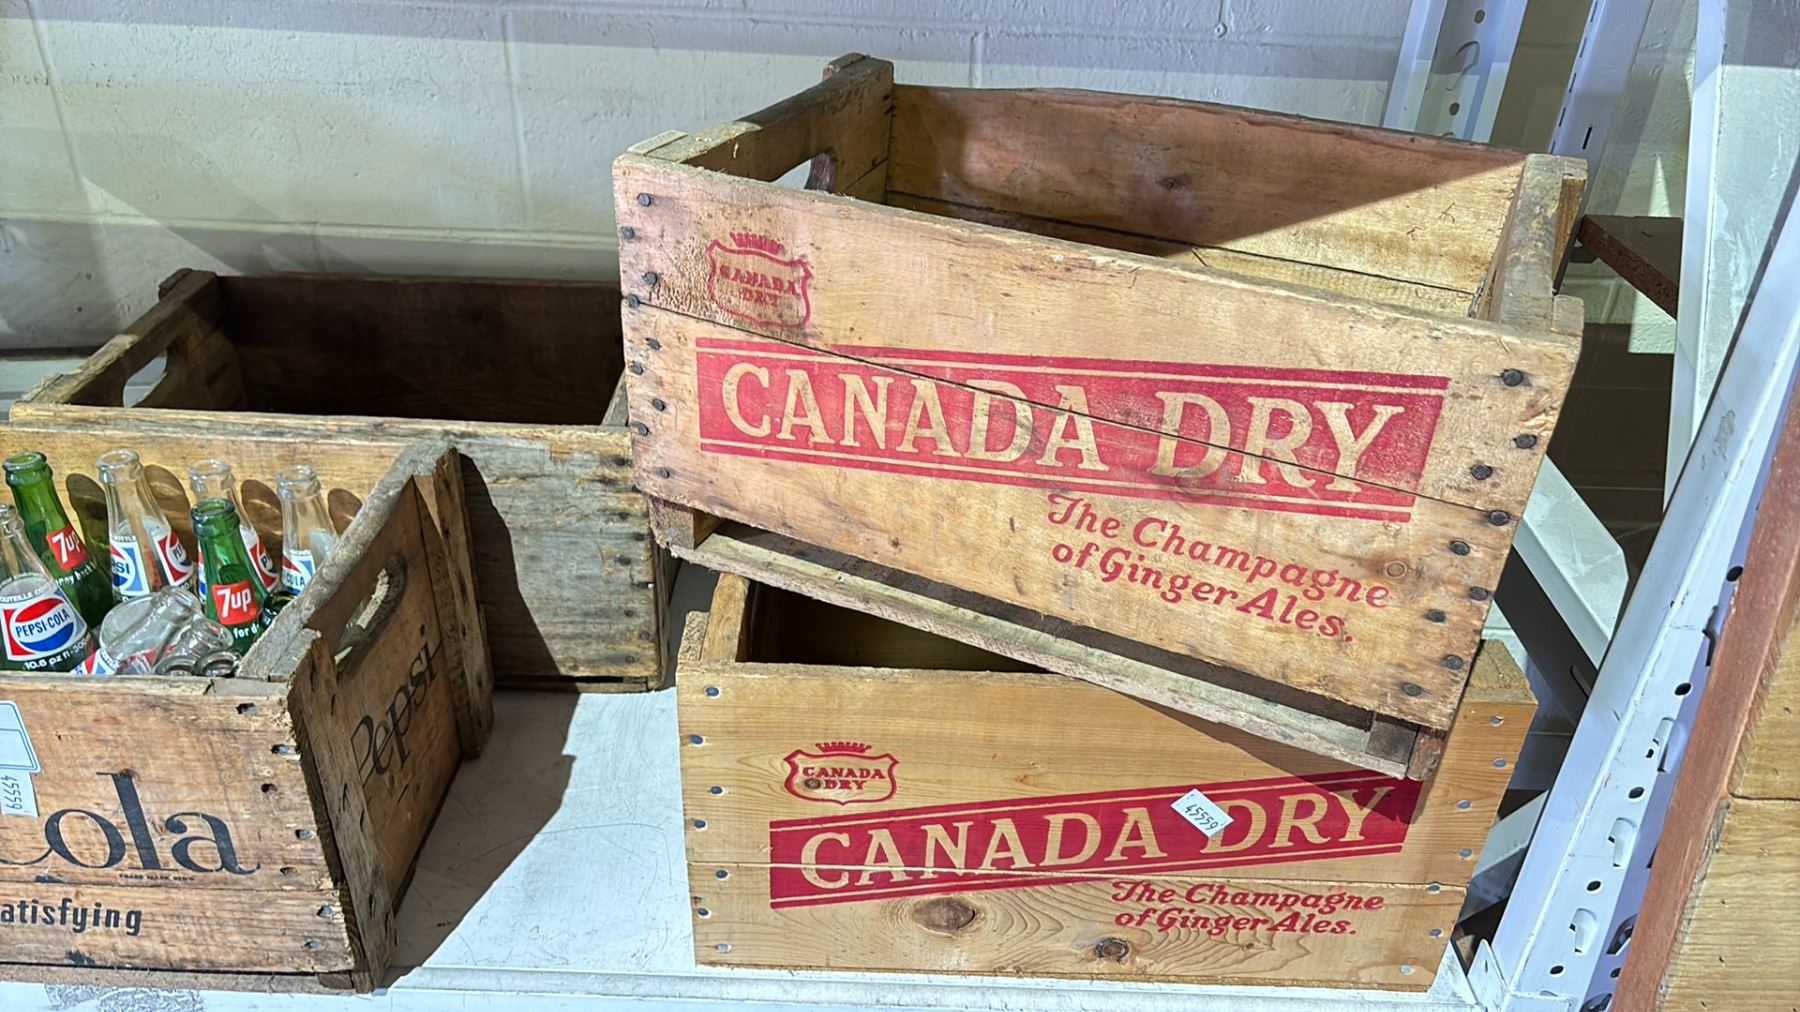 CANADA
DRY
CANADA DRY
The Champagne
of Ginger Ales.
CANADA
DRY
CANADA DRY
45559
The Champagne
of Ginger Ales.
7up
PEPSI-COLA
7up
Pepsi
45559
Cola
atisfying